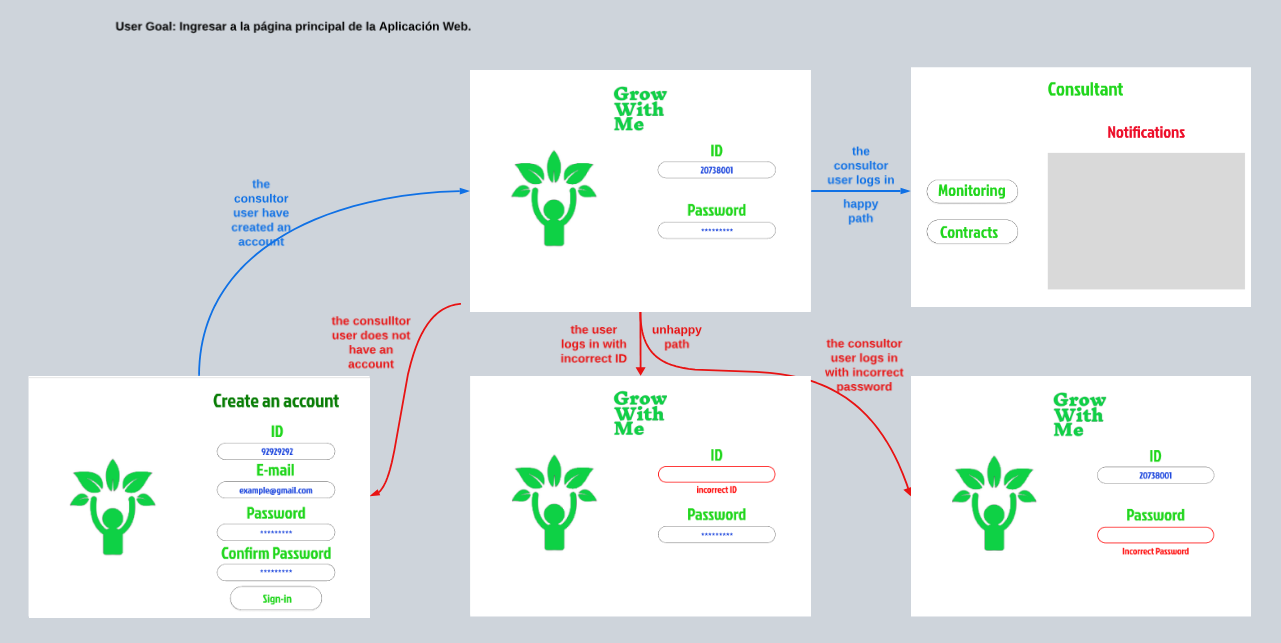 User Goal: Ingresar a la página principal de la Aplicación Web.
Grow
With
Me
ID
20738001
Password
*********
the
consultor
user logs in
happy
path
Consultant
Notifications
Monitoring
Contracts
the
consultor
user have
created an
account
the consulltor
user does not
have an
account
the user
logs in with
incorrect ID
unhappy
path
the consultor
user logs in
with incorrect
password
Create an account
ID
92929292
E-mail
example@gmail.com
Password
*********
Confirm Password
*********
Sign-In
Grow
With
Me
ID
incorrect ID
Password
*********
Grow
With
Me
ID
20738001
Password
Incorrect Password